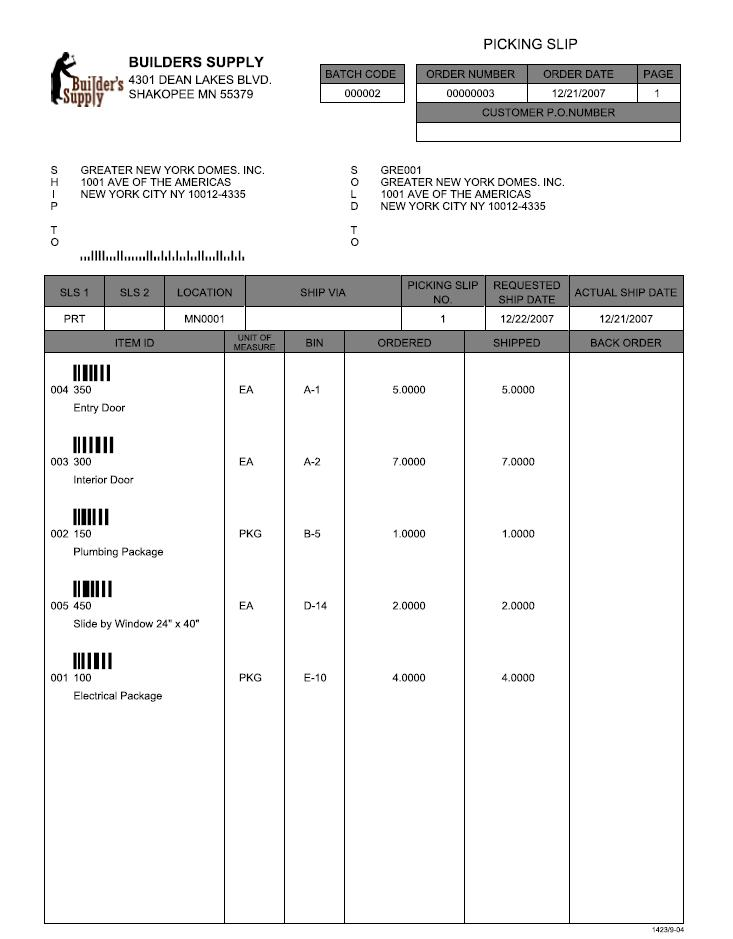 PICKING SLIP
Builder's
Supply
BUILDERS SUPPLY
4301 DEAN LAKES BLVD.
SHAKOPEE MN 55379
BATCH CODE
000002
ORDER NUMBER ORDER DATE PAGE
00000003 12/21/2007 1
CUSTOMER P.O.NUMBER
SHIP TO
GREATER NEW YORK DOMES. INC.
1001 AVE OF THE AMERICAS
NEW YORK CITY NY 10012-4335
SOLD TO
GRE001
GREATER NEW YORK DOMES. INC.
1001 AVE OF THE AMERICAS
NEW YORK CITY NY 10012-4335
SLS 1 SLS 2 LOCATION SHIP VIA PICKING SLIP NO. REQUESTED SHIP DATE ACTUAL SHIP DATE
PRT MN0001 1 12/22/2007 12/21/2007
ITEM ID UNIT OF MEASURE BIN ORDERED SHIPPED BACK ORDER
004 350 EA A-1 5.0000 5.0000
Entry Door
003 300 EA A-2 7.0000 7.0000
Interior Door
002 150 PKG B-5 1.0000 1.0000
Plumbing Package
005 450 EA D-14 2.0000 2.0000
Slide by Window 24" x 40"
001 100 PKG E-10 4.0000 4.0000
Electrical Package
1423/9-04